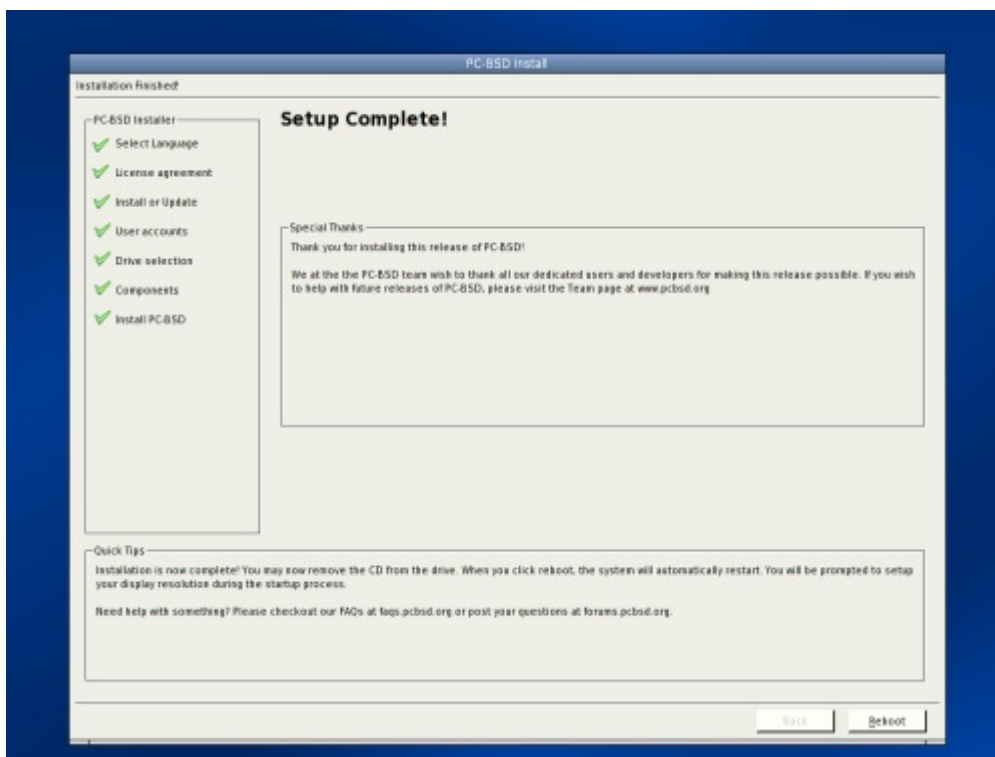 PC-BSD Install
Installation Finished!
PC-BSD Installer
Select Language
License agreement
Install or Update
User accounts
Drive selection
Components
Install PC-BSD
Setup Complete!
Special Thanks
Thank you for installing this release of PC-BSD!
We at the the PC-BSD team wish to thank all our dedicated users and developers for making this release possible. If you wish
to help with future releases of PC-BSD, please visit the Team page at www.pcbsd.org
Quick Tips
Installation is now complete! You may now remove the CD from the drive. When you click reboot, the system will automatically restart. You will be prompted to setup
your display resolution during the startup process.
Need help with something? Please checkout our FAQs at faqs.pcbsd.org or post your questions at forums.pcbsd.org.
Back
Reboot